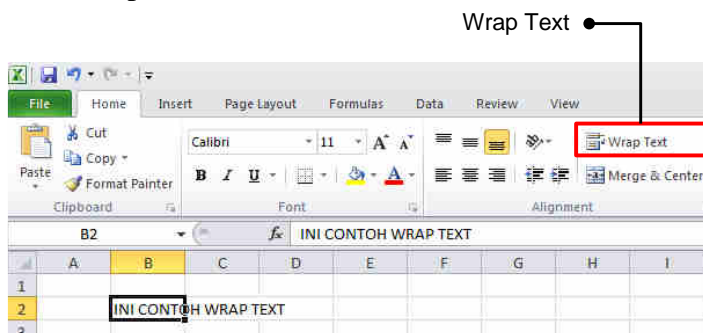 Wrap Text
File Home Insert Page Layout Formulas Data Review View
Cut
Calibri 11 A A Wrap Text
Copy
Paste B I U A Merge & Center
Format Painter
Clipboard Font Alignment
B2 fx INI CONTOH WRAP TEXT
A B C D E F G H I
1
2 INI CONTOH WRAP TEXT
3